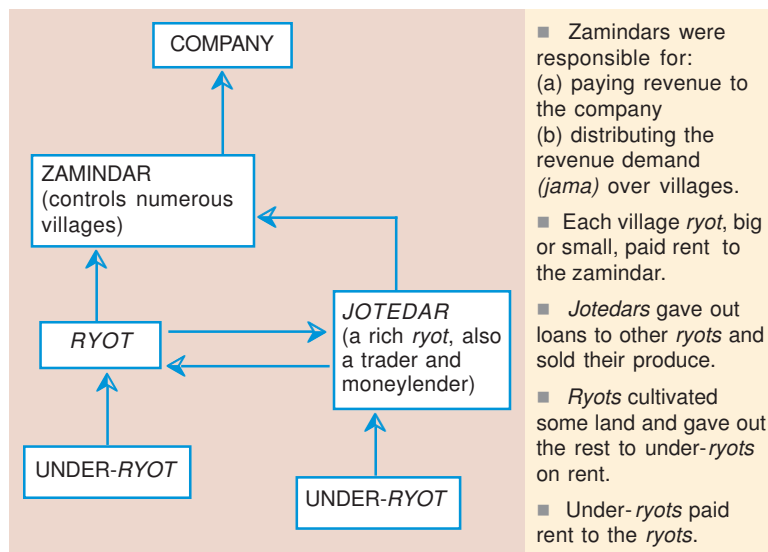 COMPANY
ZAMINDAR
(controls numerous
villages)
RYOT
JOTEDAR
(a rich ryot, also
a trader and
moneylender)
UNDER-RYOT
UNDER-RYOT
■ Zamindars were
responsible for:
(a) paying revenue to
the company
(b) distributing the
revenue demand
(jama) over villages.
■ Each village ryot, big
or small, paid rent to
the zamindar.
■ Jotedars gave out
loans to other ryots and
sold their produce.
■ Ryots cultivated
some land and gave out
the rest to under-ryots
on rent.
■ Under-ryots paid
rent to the ryots.